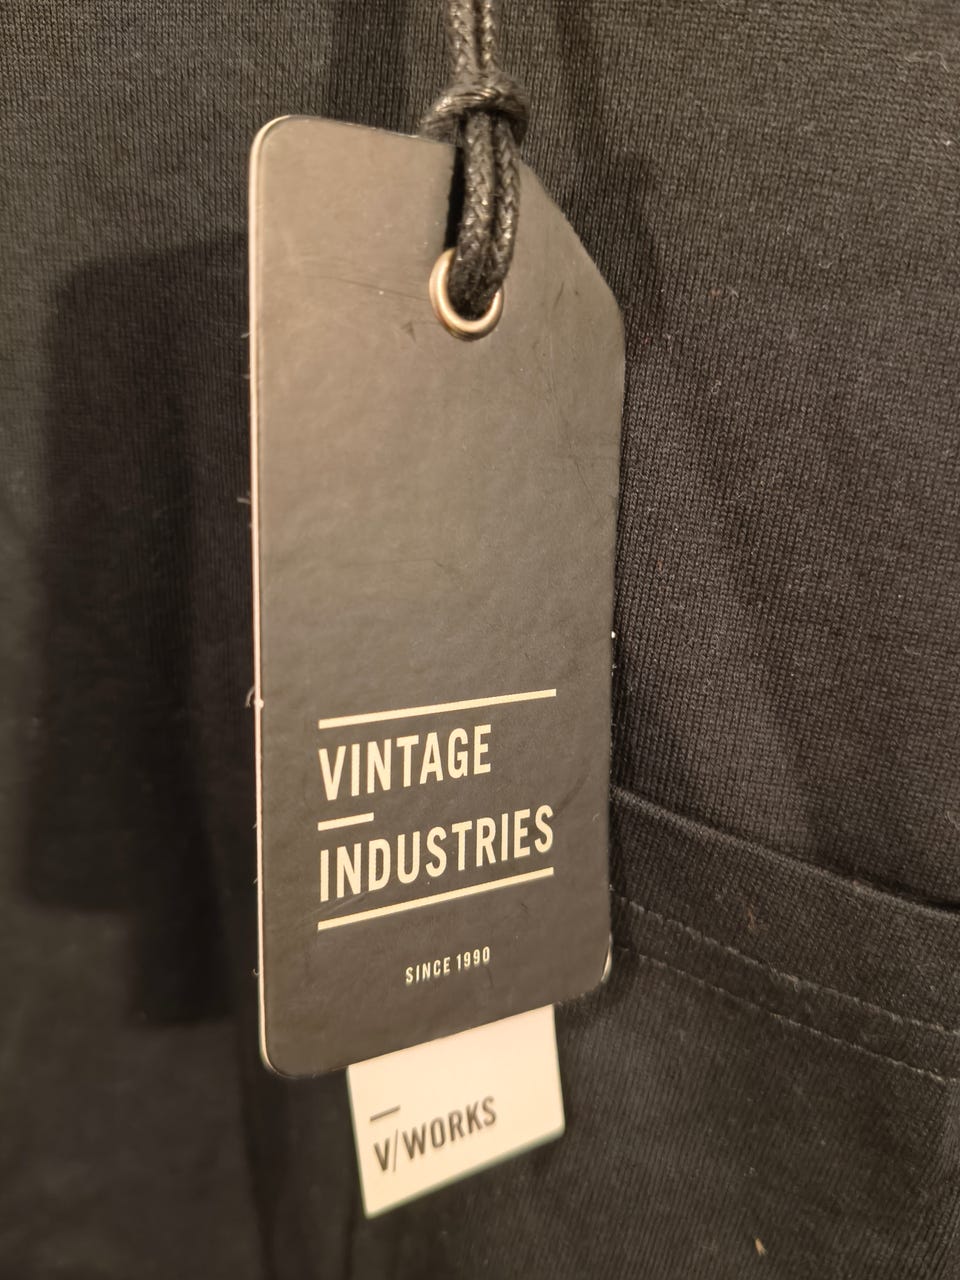 VINTAGE
INDUSTRIES
SINCE 1990
V/WORKS